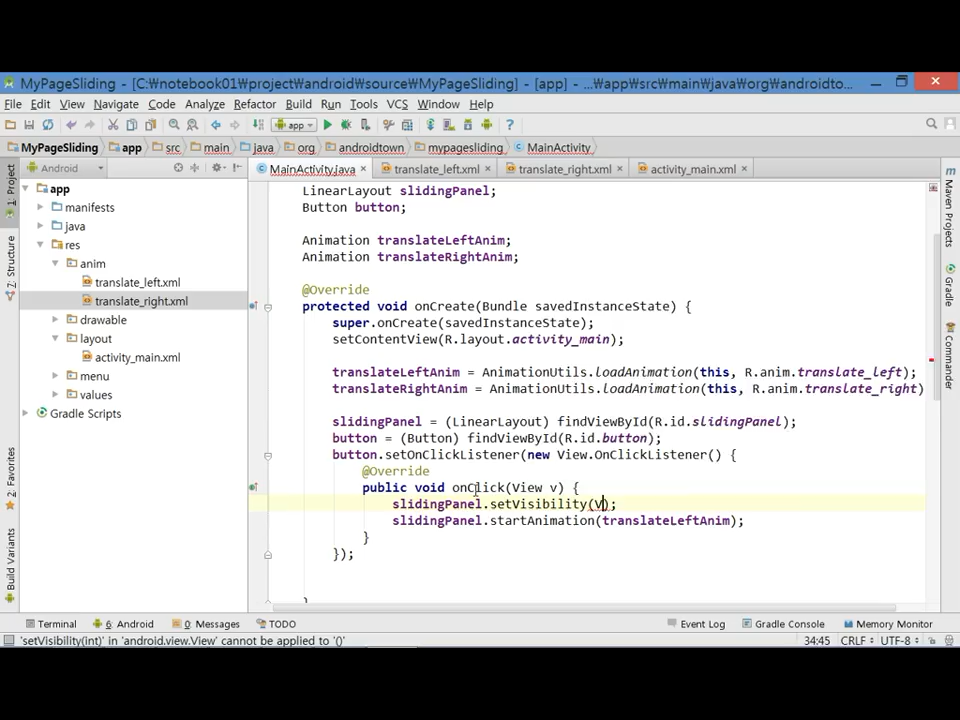 MyPageSliding - [C:₩notebook01₩project₩android₩source₩MyPageSliding] - [app] - ...₩app₩src₩main₩java₩org₩androidto...
File Edit View Navigate Code Analyze Refactor Build Run Tools VCS Window Help
app
MyPageSliding app src main java org androidtown mypagesliding MainActivity
Android
MainActivity.java × translate_left.xml × translate_right.xml × activity_main.xml ×
1: Project
7: Structure
2: Favorites
Build Variants
app
manifests
java
res
anim
translate_left.xml
translate_right.xml
drawable
layout
activity_main.xml
menu
values
Gradle Scripts
LinearLayout slidingPanel;
Button button;
Animation translateLeftAnim;
Animation translateRightAnim;
@Override
protected void onCreate(Bundle savedInstanceState) {
super.onCreate(savedInstanceState);
setContentView(R.layout.activity_main);
translateLeftAnim = AnimationUtils.loadAnimation(this, R.anim.translate_left);
translateRightAnim = AnimationUtils.loadAnimation(this, R.anim.translate_right)
slidingPanel = (LinearLayout) findViewById(R.id.slidingPanel);
button = (Button) findViewById(R.id.button);
button.setOnClickListener(new View.OnClickListener() {
@Override
public void onClick(View v) {
slidingPanel.setVisibility(V);
slidingPanel.startAnimation(translateLeftAnim);
}
});
}
Maven Projects
Gradle
Commander
Terminal 6: Android 0: Messages TODO Event Log Gradle Console Memory Monitor
'setVisibility(int)' in 'android.view.View' cannot be applied to '()' 34:45 CRLF UTF-8